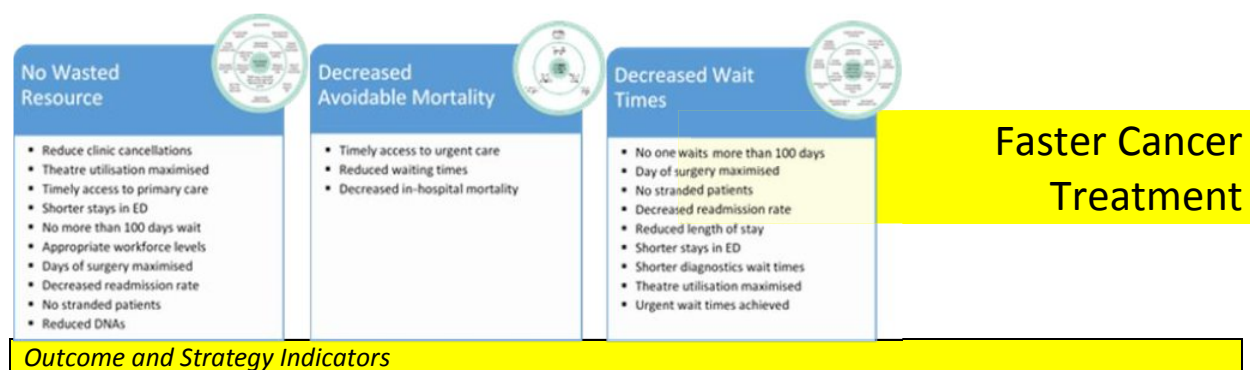 No Wasted
Resource
▪ Reduce clinic cancellations
▪ Theatre utilisation maximised
▪ Timely access to primary care
▪ Shorter stays in ED
▪ No more than 100 days wait
▪ Appropriate workforce levels
▪ Days of surgery maximised
▪ Decreased readmission rate
▪ No stranded patients
▪ Reduced DNAs
Decreased
Avoidable Mortality
▪ Timely access to urgent care
▪ Reduced waiting times
▪ Decreased in-hospital mortality
Decreased Wait
Times
▪ No one waits more than 100 days
▪ Day of surgery maximised
▪ No stranded patients
▪ Decreased readmission rate
▪ Reduced length of stay
▪ Shorter stays in ED
▪ Shorter diagnostics wait times
▪ Theatre utilisation maximised
▪ Urgent wait times achieved
Faster Cancer
Treatment
Outcome and Strategy Indicators